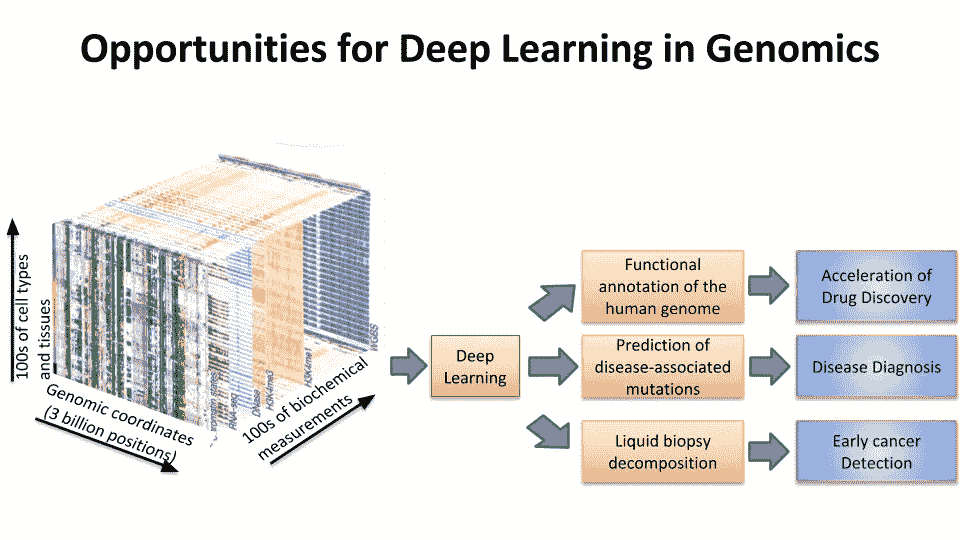 Opportunities for Deep Learning in Genomics
100s of cell types
and tissues
Genomic coordinates
(3 billion positions)
100s of biochemical
measurements
RNA-seq
DNase
H3K4me3
H3K4me1
WGBS
Deep
Learning
Functional
annotation of the
human genome
Acceleration of
Drug Discovery
Prediction of
disease-associated
mutations
Disease Diagnosis
Liquid biopsy
decomposition
Early cancer
Detection